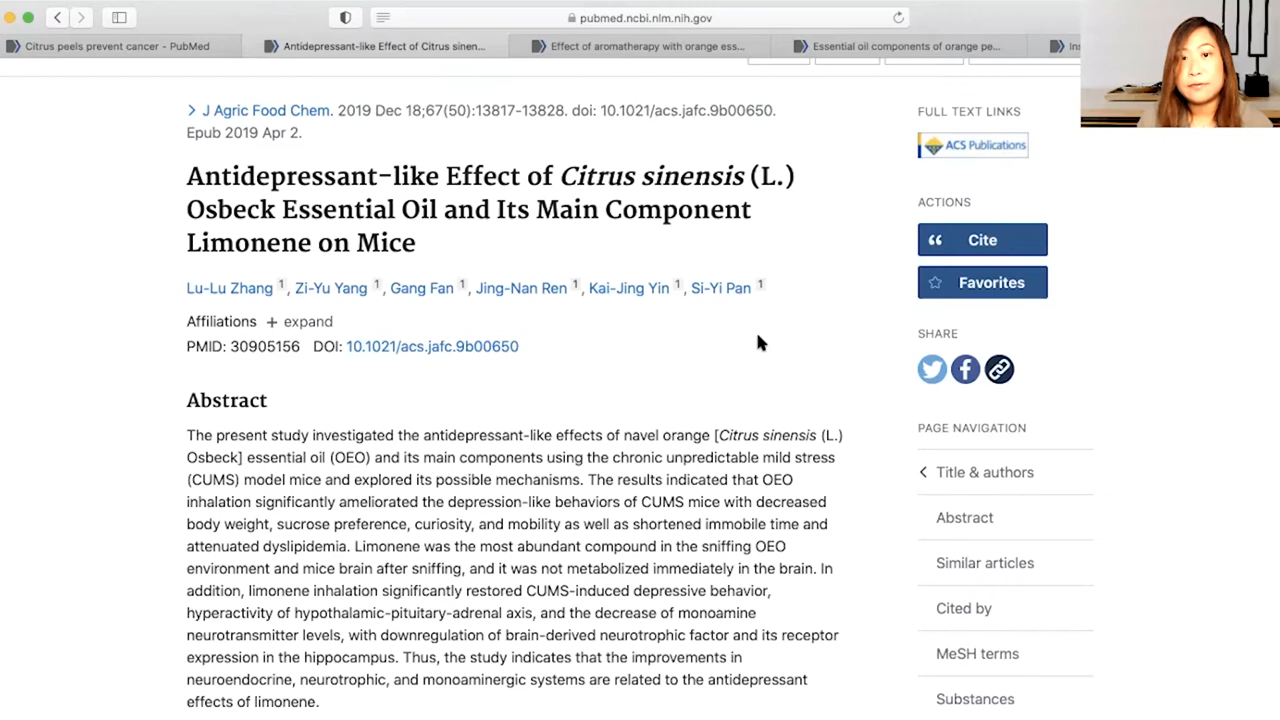 pubmed.ncbi.nlm.nih.gov
Citrus peels prevent cancer - PubMed
Antidepressant-like Effect of Citrus sinen...
Effect of aromatherapy with orange ess...
Essential oil components of orange pe...
J Agric Food Chem. 2019 Dec 18;67(50):13817-13828. doi: 10.1021/acs.jafc.9b00650.
Epub 2019 Apr 2.
Antidepressant-like Effect of Citrus sinensis (L.)
Osbeck Essential Oil and Its Main Component
Limonene on Mice
Lu-Lu Zhang 1, Zi-Yu Yang 1, Gang Fan 1, Jing-Nan Ren 1, Kai-Jing Yin 1, Si-Yi Pan 1
Affiliations + expand
PMID: 30905156 DOI: 10.1021/acs.jafc.9b00650
Abstract
The present study investigated the antidepressant-like effects of navel orange [Citrus sinensis (L.)
Osbeck] essential oil (OEO) and its main components using the chronic unpredictable mild stress
(CUMS) model mice and explored its possible mechanisms. The results indicated that OEO
inhalation significantly ameliorated the depression-like behaviors of CUMS mice with decreased
body weight, sucrose preference, curiosity, and mobility as well as shortened immobile time and
attenuated dyslipidemia. Limonene was the most abundant compound in the sniffing OEO
environment and mice brain after sniffing, and it was not metabolized immediately in the brain. In
addition, limonene inhalation significantly restored CUMS-induced depressive behavior,
hyperactivity of hypothalamic-pituitary-adrenal axis, and the decrease of monoamine
neurotransmitter levels, with downregulation of brain-derived neurotrophic factor and its receptor
expression in the hippocampus. Thus, the study indicates that the improvements in
neuroendocrine, neurotrophic, and monoaminergic systems are related to the antidepressant
effects of limonene.
FULL TEXT LINKS
ACS Publications
ACTIONS
Cite
Favorites
SHARE
PAGE NAVIGATION
Title & authors
Abstract
Similar articles
Cited by
MeSH terms
Substances